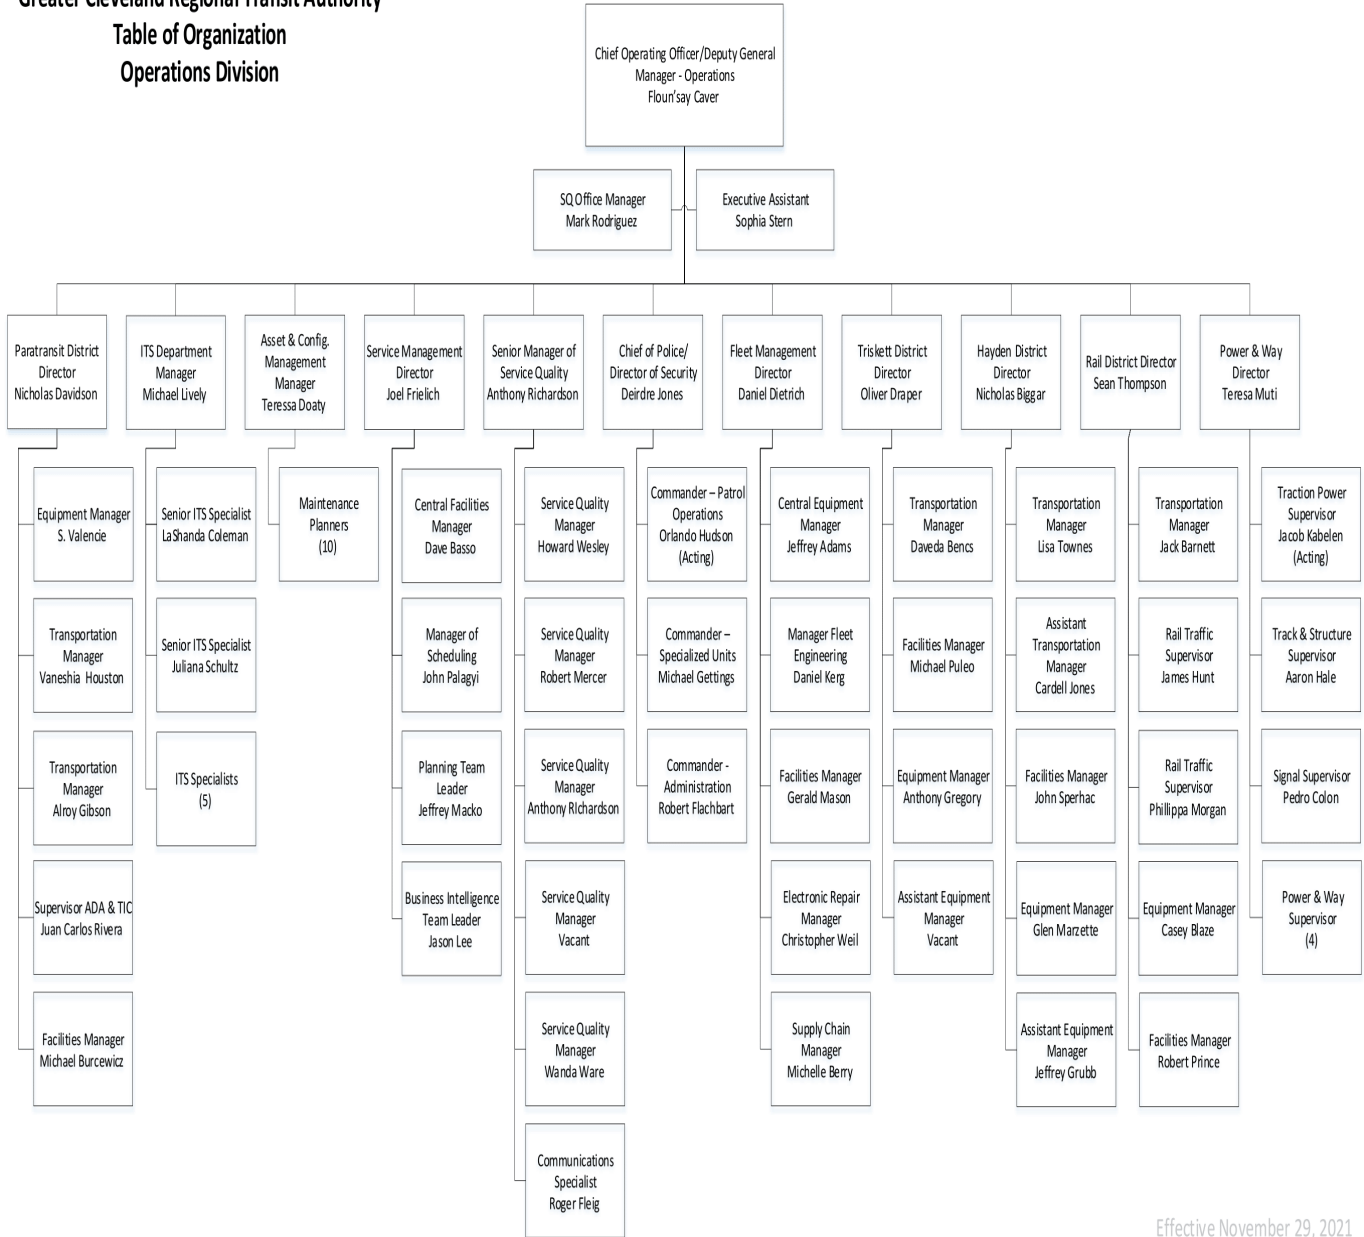 Greater Cleveland Regional Transit Authority
Table of Organization
Operations Division
Chief Operating Officer/Deputy General
Manager - Operations
Floun'say Caver
SQ Office Manager
Mark Rodriguez
Executive Assistant
Sophia Stern
Paratransit District
Director
Nicholas Davidson
ITS Department
Manager
Michael Lively
Asset & Config.
Management
Manager
Teressa Doaty
Service Management
Director
Joel Frielich
Senior Manager of
Service Quality
Anthony Richardson
Chief of Police/
Director of Security
Deirdre Jones
Fleet Management
Director
Daniel Dietrich
Triskett District
Director
Oliver Draper
Hayden District
Director
Nicholas Biggar
Rail District Director
Sean Thompson
Power & Way
Director
Teresa Muti
Equipment Manager
S. Valencie
Transportation
Manager
Vaneshia Houston
Transportation
Manager
Alroy Gibson
Supervisor ADA & TIC
Juan Carlos Rivera
Facilities Manager
Michael Burcewicz
Senior ITS Specialist
LaShanda Coleman
Senior ITS Specialist
Juliana Schultz
ITS Specialists
(5)
Maintenance
Planners
(10)
Central Facilities
Manager
Dave Basso
Manager of
Scheduling
John Palagyi
Planning Team
Leader
Jeffrey Macko
Business Intelligence
Team Leader
Jason Lee
Service Quality
Manager
Howard Wesley
Service Quality
Manager
Robert Mercer
Service Quality
Manager
Anthony RIchardson
Service Quality
Manager
Vacant
Service Quality
Manager
Wanda Ware
Communications
Specialist
Roger Fleig
Commander – Patrol
Operations
Orlando Hudson
(Acting)
Commander –
Specialized Units
Michael Gettings
Commander -
Administration
Robert Flachbart
Central Equipment
Manager
Jeffrey Adams
Manager Fleet
Engineering
Daniel Kerg
Facilities Manager
Gerald Mason
Electronic Repair
Manager
Christopher Weil
Supply Chain
Manager
Michelle Berry
Transportation
Manager
Daveda Bencs
Facilities Manager
Michael Puleo
Equipment Manager
Anthony Gregory
Assistant Equipment
Manager
Vacant
Transportation
Manager
Lisa Townes
Assistant
Transportation
Manager
Cardell Jones
Facilities Manager
John Sperhac
Equipment Manager
Glen Marzette
Assistant Equipment
Manager
Jeffrey Grubb
Transportation
Manager
Jack Barnett
Rail Traffic
Supervisor
James Hunt
Rail Traffic
Supervisor
Phillippa Morgan
Equipment Manager
Casey Blaze
Facilities Manager
Robert Prince
Traction Power
Supervisor
Jacob Kabelen
(Acting)
Track & Structure
Supervisor
Aaron Hale
Signal Supervisor
Pedro Colon
Power & Way
Supervisor
(4)
Effective November 29, 2021